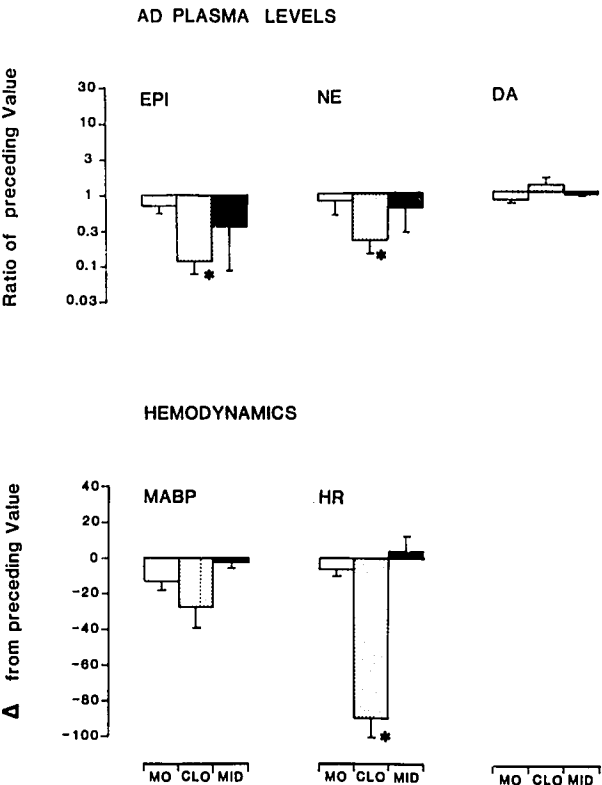 AD PLASMA LEVELS
Ratio of preceding Value
30
10
3
1
0.3
0.1
0.03
EPI
NE
DA
*
*
HEMODYNAMICS
Δ from preceding Value
40
20
0
-20
-40
-60
-80
-100
MABP
HR
*
MO CLO MID
MO CLO MID
MO CLO MID